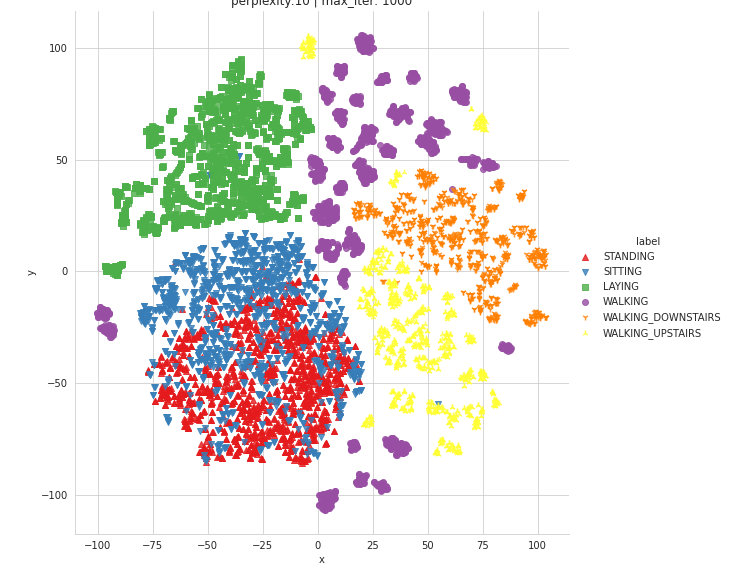 perplexity:10 | max_iter: 1000
100
50
0
−50
−100
y
−100
−75
−50
−25
0
25
50
75
100
x
label
STANDING
SITTING
LAYING
WALKING
WALKING_DOWNSTAIRS
WALKING_UPSTAIRS